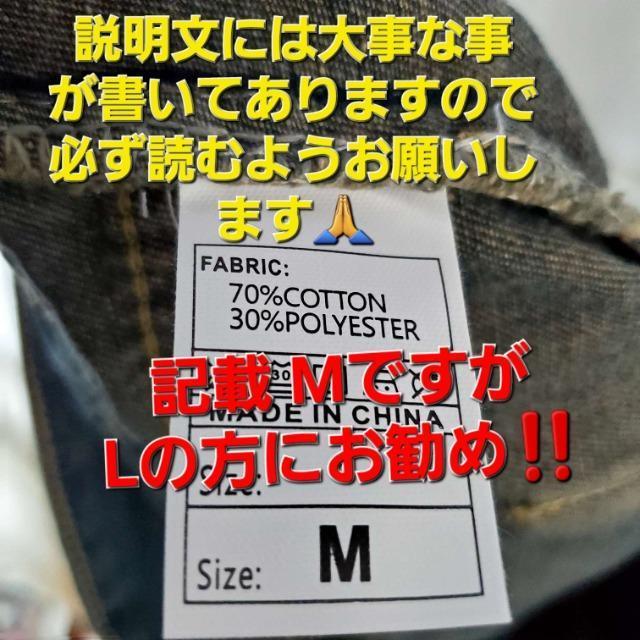 説明文には大事な事
が書いてありますので
必ず読むようお願いし
ます🙏
FABRIC:
70%COTTON
30%POLYESTER
30
記載Mですが
MADE IN CHINA
Lの方にお勧め‼️
Size:
Size: M